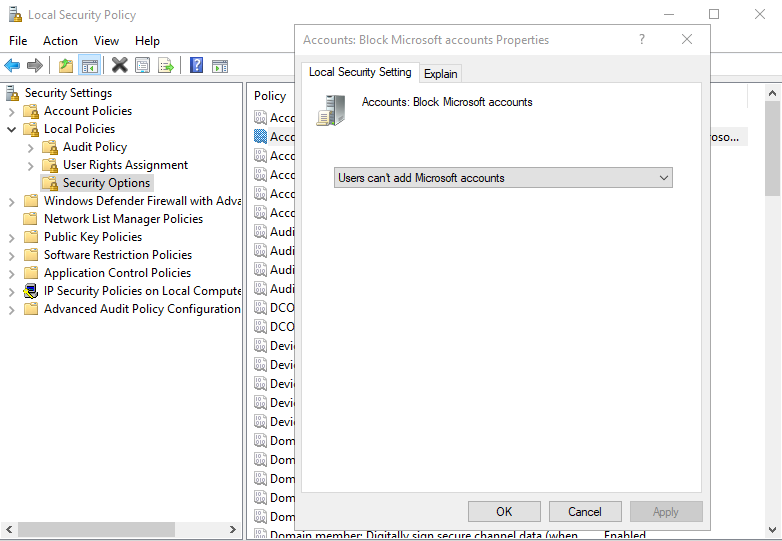 Local Security Policy
File Action View Help
Security Settings
Account Policies
Local Policies
Audit Policy
User Rights Assignment
Security Options
Windows Defender Firewall with Adva
Network List Manager Policies
Public Key Policies
Software Restriction Policies
Application Control Policies
IP Security Policies on Local Compute
Advanced Audit Policy Configuration
Policy
Acco
Acco
Acco
Acco
Acco
Acco
Audi
Audi
Audi
Audi
DCO
DCO
Devic
Devic
Devic
Devic
Devic
Dom
Dom
Dom
Dom
Dom
Domain member: Digitally sign secure channel data (when Enabled
roso...
Accounts: Block Microsoft accounts Properties
?
Local Security Setting Explain
Accounts: Block Microsoft accounts
Users can't add Microsoft accounts
OK Cancel Apply